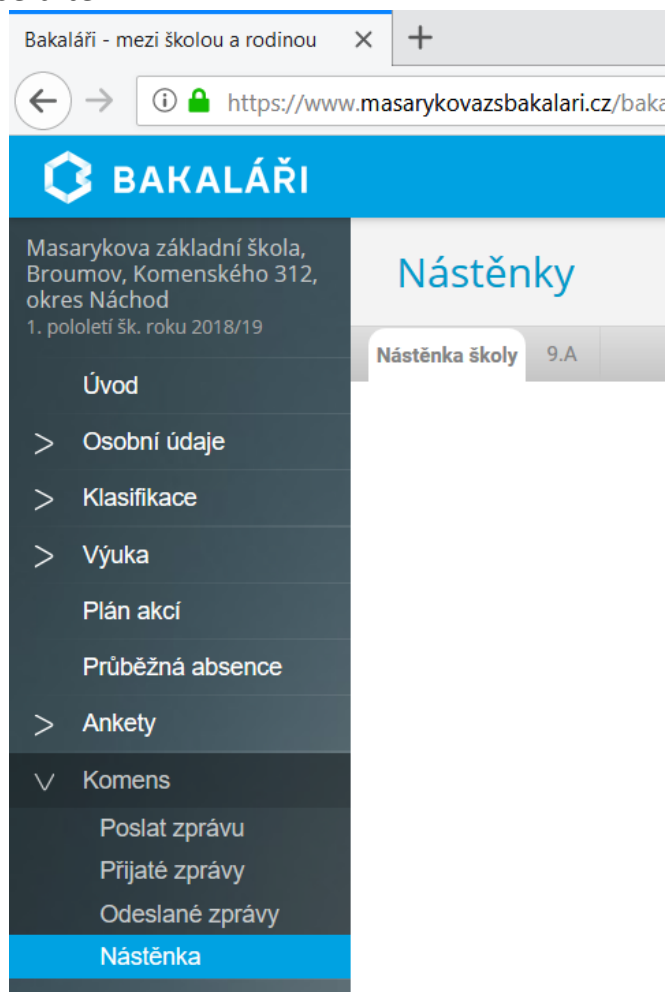 Bakaláři - mezi školou a rodinou
https://www.masarykovazsbakalari.cz/baka
BAKALÁŘI
Masarykova základní škola,
Broumov, Komenského 312,
okres Náchod
1. pololetí šk. roku 2018/19
Nástěnky
Nástěnka školy 9.A
Úvod
> Osobní údaje
> Klasifikace
> Výuka
Plán akcí
Průběžná absence
> Ankety
Komens
Poslat zprávu
Přijaté zprávy
Odeslané zprávy
Nástěnka